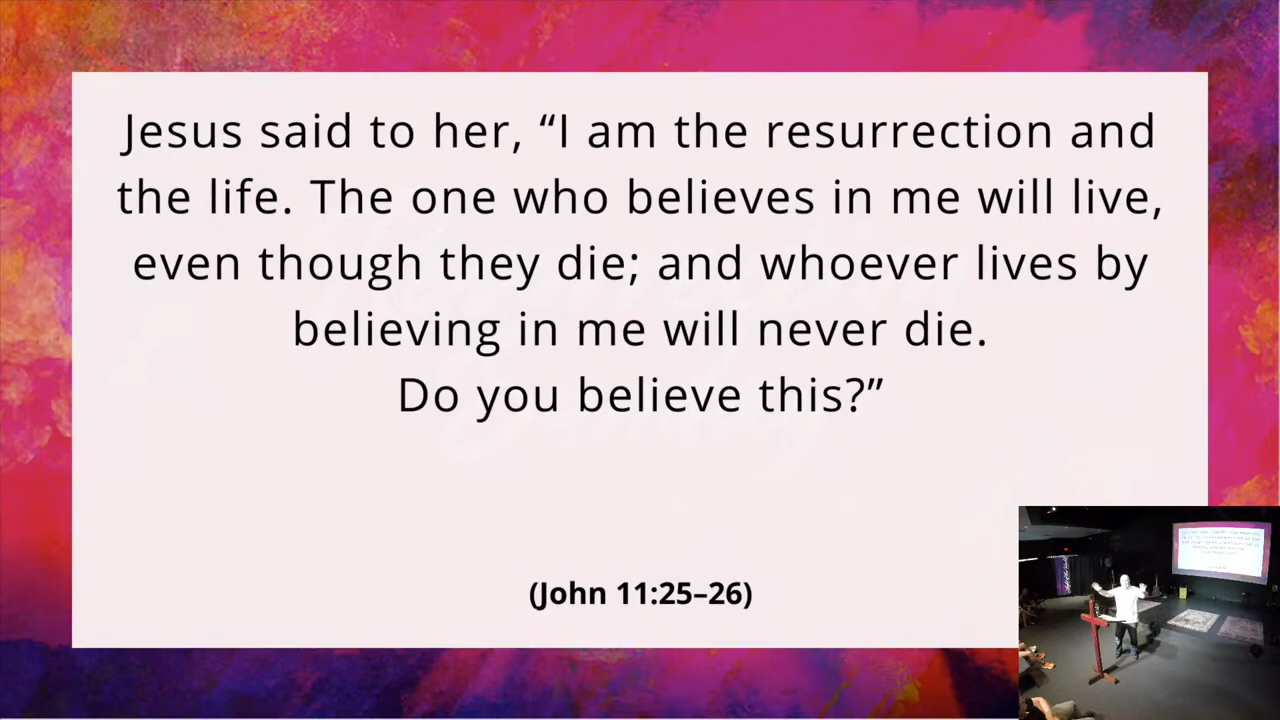 Jesus said to her, “I am the resurrection and
the life. The one who believes in me will live,
even though they die; and whoever lives by
believing in me will never die.
Do you believe this?”
(John 11:25–26)